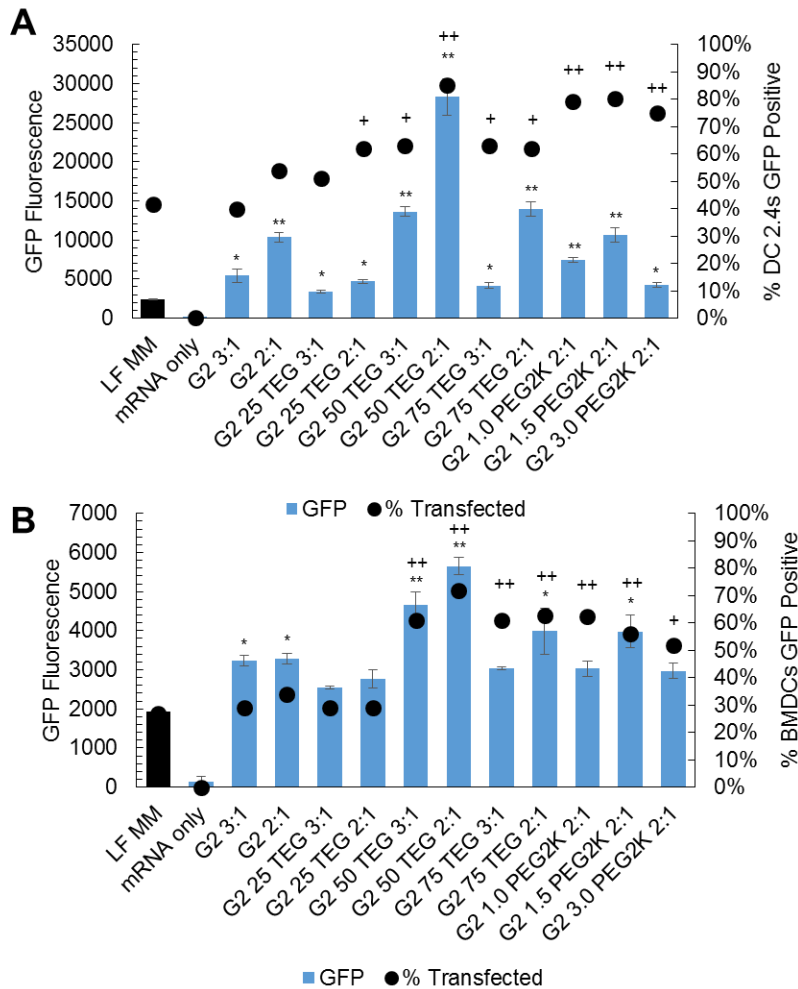 A
GFP Fluorescence
35000
30000
25000
20000
15000
10000
5000
0
100%
90%
80%
70%
60%
50%
40%
30%
20%
10%
0%
% DC 2.4s GFP Positive
*
**
*
+
*
+
**
++
**
+
*
+
**
++
**
++
**
++
*
LF MM
mRNA only
G2 3:1
G2 2:1
G2 25 TEG 3:1
G2 25 TEG 2:1
G2 50 TEG 3:1
G2 50 TEG 2:1
G2 75 TEG 3:1
G2 75 TEG 2:1
G2 1.0 PEG2K 2:1
G2 1.5 PEG2K 2:1
G2 3.0 PEG2K 2:1
GFP % Transfected
B
GFP Fluorescence
7000
6000
5000
4000
3000
2000
1000
0
100%
90%
80%
70%
60%
50%
40%
30%
20%
10%
0%
% BMDCs GFP Positive
*
*
++
**
++
**
++
++
*
++
++
*
+
LF MM
mRNA only
G2 3:1
G2 2:1
G2 25 TEG 3:1
G2 25 TEG 2:1
G2 50 TEG 3:1
G2 50 TEG 2:1
G2 75 TEG 3:1
G2 75 TEG 2:1
G2 1.0 PEG2K 2:1
G2 1.5 PEG2K 2:1
G2 3.0 PEG2K 2:1
GFP % Transfected